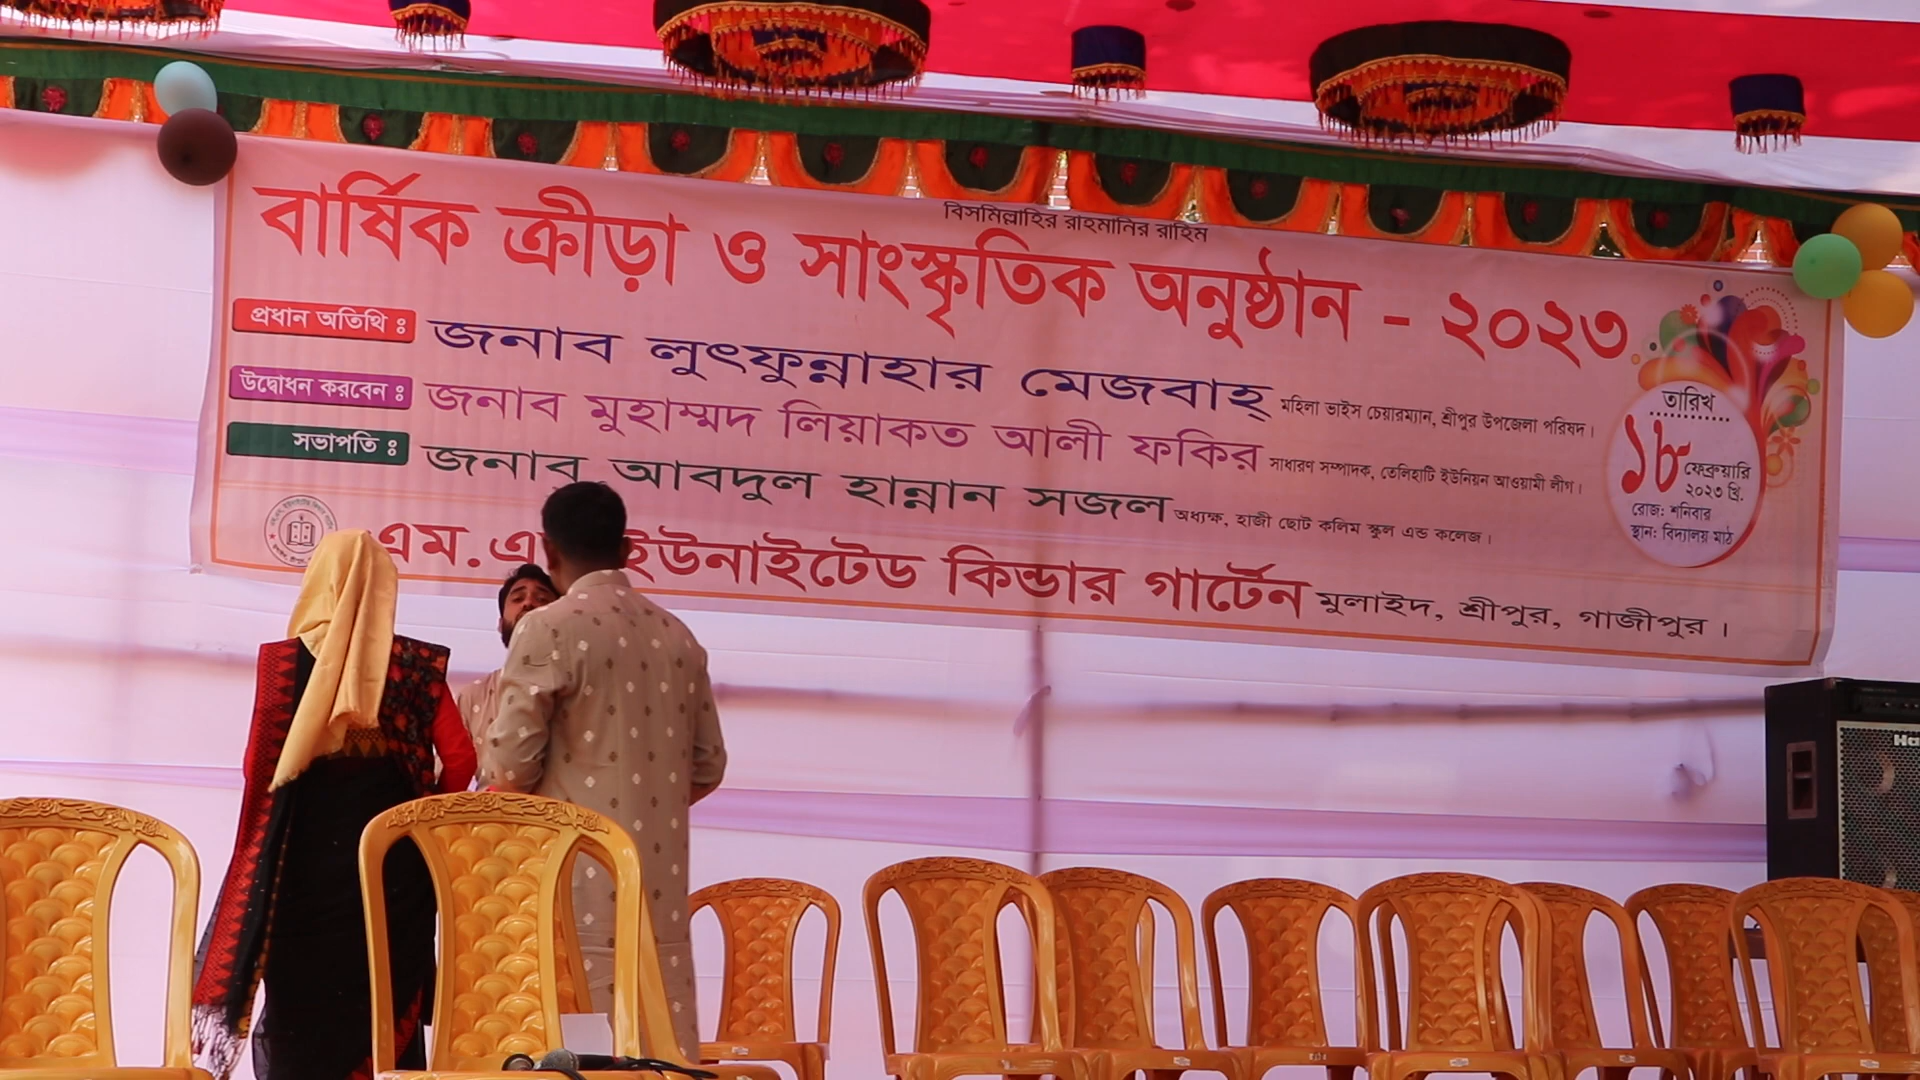 বিসমিল্লাহির রাহমানির রাহিম
বার্ষিক ক্রীড়া ও সাংস্কৃতিক অনুষ্ঠান - ২০২৩
প্রধান অতিথি ঃ জনাব লুৎফুন্নাহার মেজবাহ্ মহিলা ভাইস চেয়ারম্যান, শ্রীপুর উপজেলা পরিষদ।
উদ্বোধন করবেন ঃ জনাব মুহাম্মদ লিয়াকত আলী ফকির সাধারণ সম্পাদক, তেলিহাটি ইউনিয়ন আওয়ামী লীগ।
সভাপতি ঃ জনাব আবদুল হান্নান সজল অধ্যক্ষ, হাজী ছোট কলিম স্কুল এন্ড কলেজ।
এম. ইউনাইটেড কিন্ডার গার্টেন মুলাইদ, শ্রীপুর, গাজীপুর।
তারিখ
১৮ ফেব্রুয়ারি
২০২৩ খ্রি.
রোজ: শনিবার
স্থান: বিদ্যালয় মাঠ